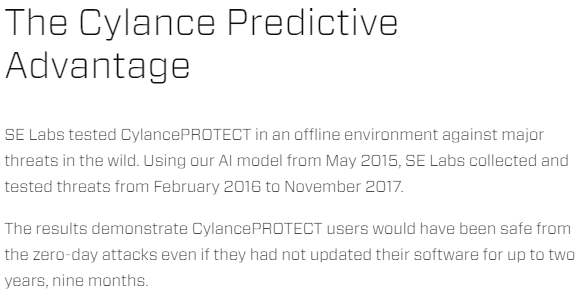 The Cylance Predictive
Advantage
SE Labs tested CylancePROTECT in an offline environment against major
threats in the wild. Using our AI model from May 2015, SE Labs collected and
tested threats from February 2016 to November 2017.
The results demonstrate CylancePROTECT users would have been safe from
the zero-day attacks even if they had not updated their software for up to two
years, nine months.